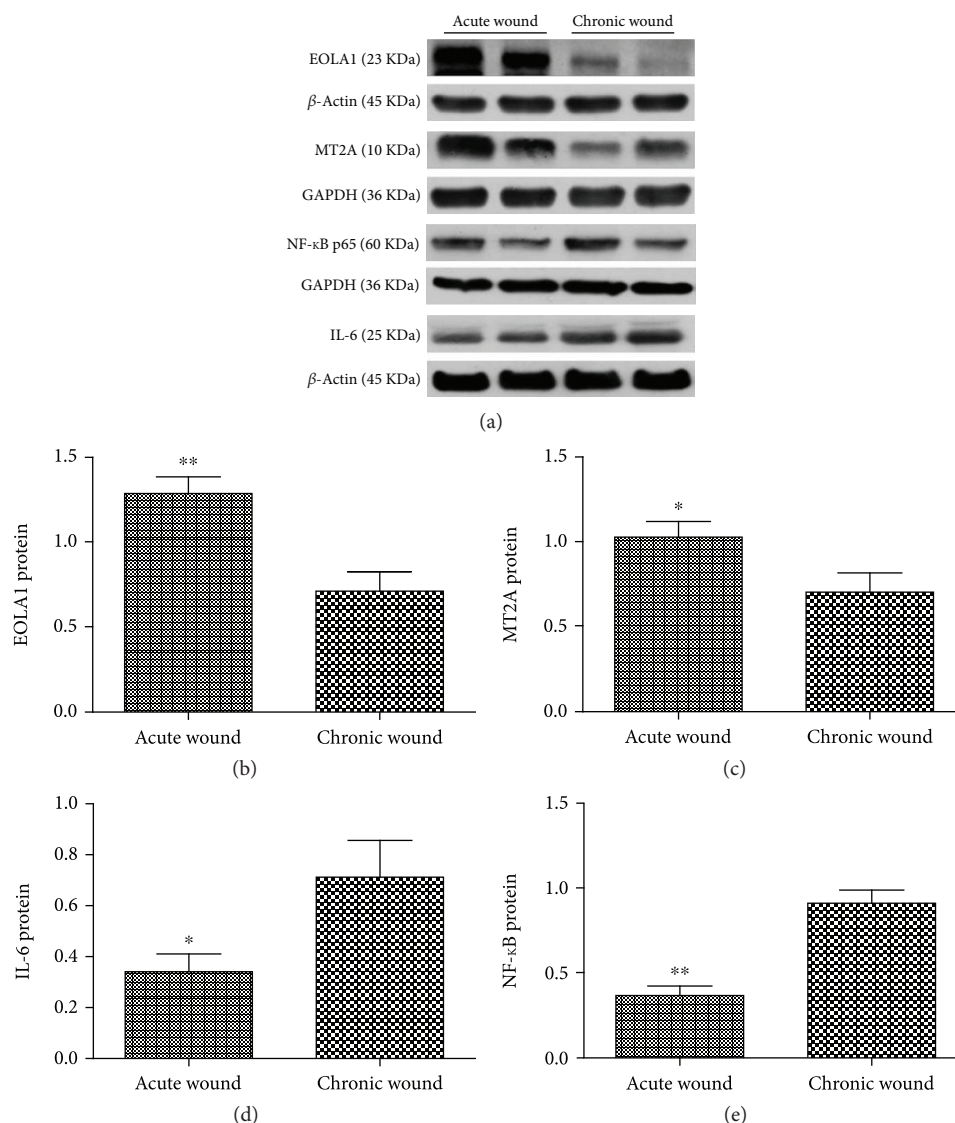 Acute wound Chronic wound
EOLA1 (23 KDa)
β-Actin (45 KDa)
MT2A (10 KDa)
GAPDH (36 KDa)
NF-κB p65 (60 KDa)
GAPDH (36 KDa)
IL-6 (25 KDa)
β-Actin (45 KDa)
(a)
EOLA1 protein
1.5
1.0
0.5
0.0
**
Acute wound Chronic wound
(b)
MT2A protein
1.5
1.0
0.5
0.0
*
Acute wound Chronic wound
(c)
IL-6 protein
1.0
0.8
0.6
0.4
0.2
0.0
*
Acute wound Chronic wound
(d)
NF-κB protein
1.5
1.0
0.5
0.0
**
Acute wound Chronic wound
(e)